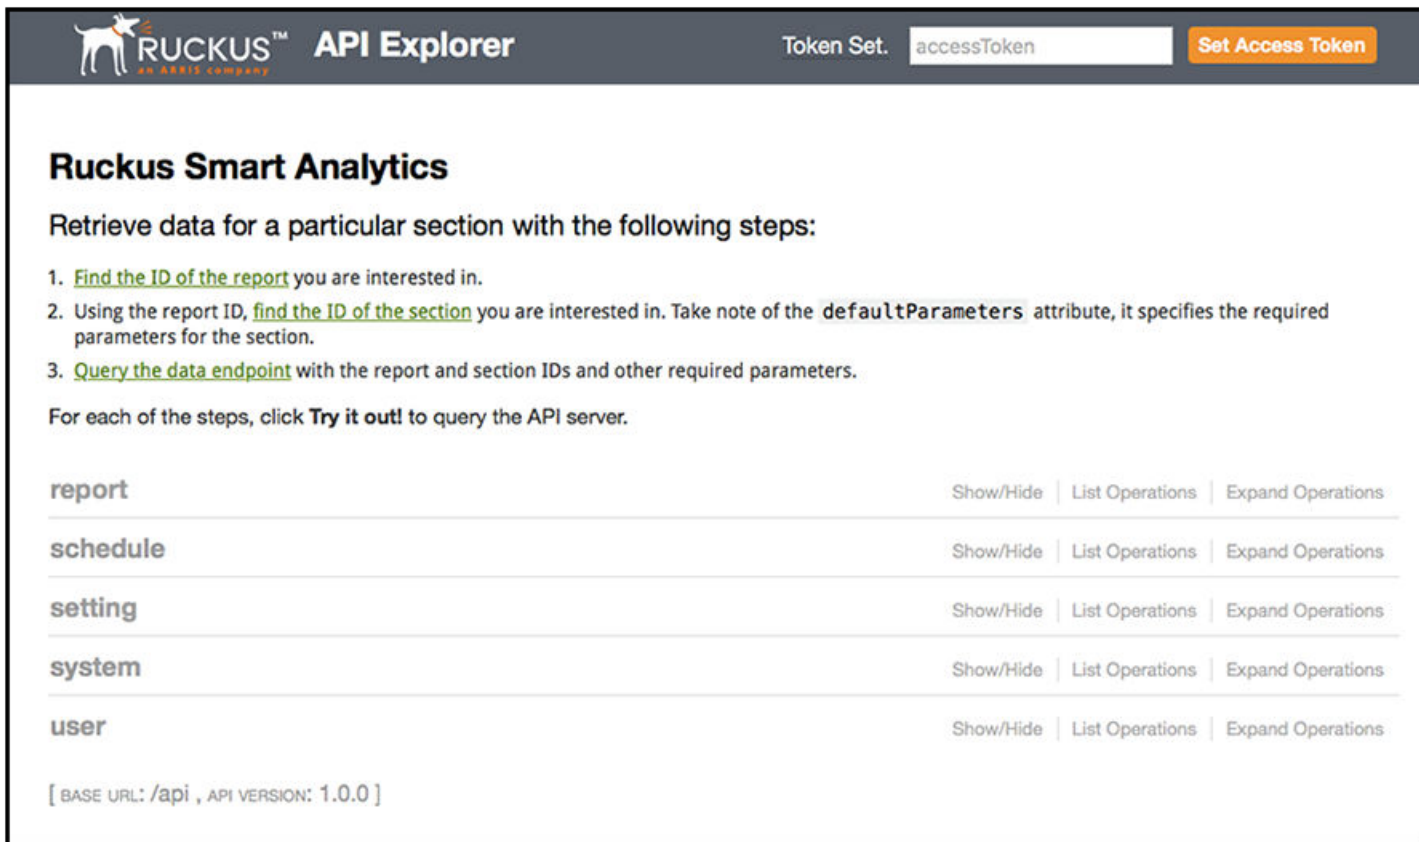 RUCKUS™ API Explorer Token Set. accessToken Set Access Token
an ARRIS company
Ruckus Smart Analytics
Retrieve data for a particular section with the following steps:
1. Find the ID of the report you are interested in.
2. Using the report ID, find the ID of the section you are interested in. Take note of the defaultParameters attribute, it specifies the required
parameters for the section.
3. Query the data endpoint with the report and section IDs and other required parameters.
For each of the steps, click Try it out! to query the API server.
report Show/Hide List Operations Expand Operations
schedule Show/Hide List Operations Expand Operations
setting Show/Hide List Operations Expand Operations
system Show/Hide List Operations Expand Operations
user Show/Hide List Operations Expand Operations
[ BASE URL: /api , API VERSION: 1.0.0 ]